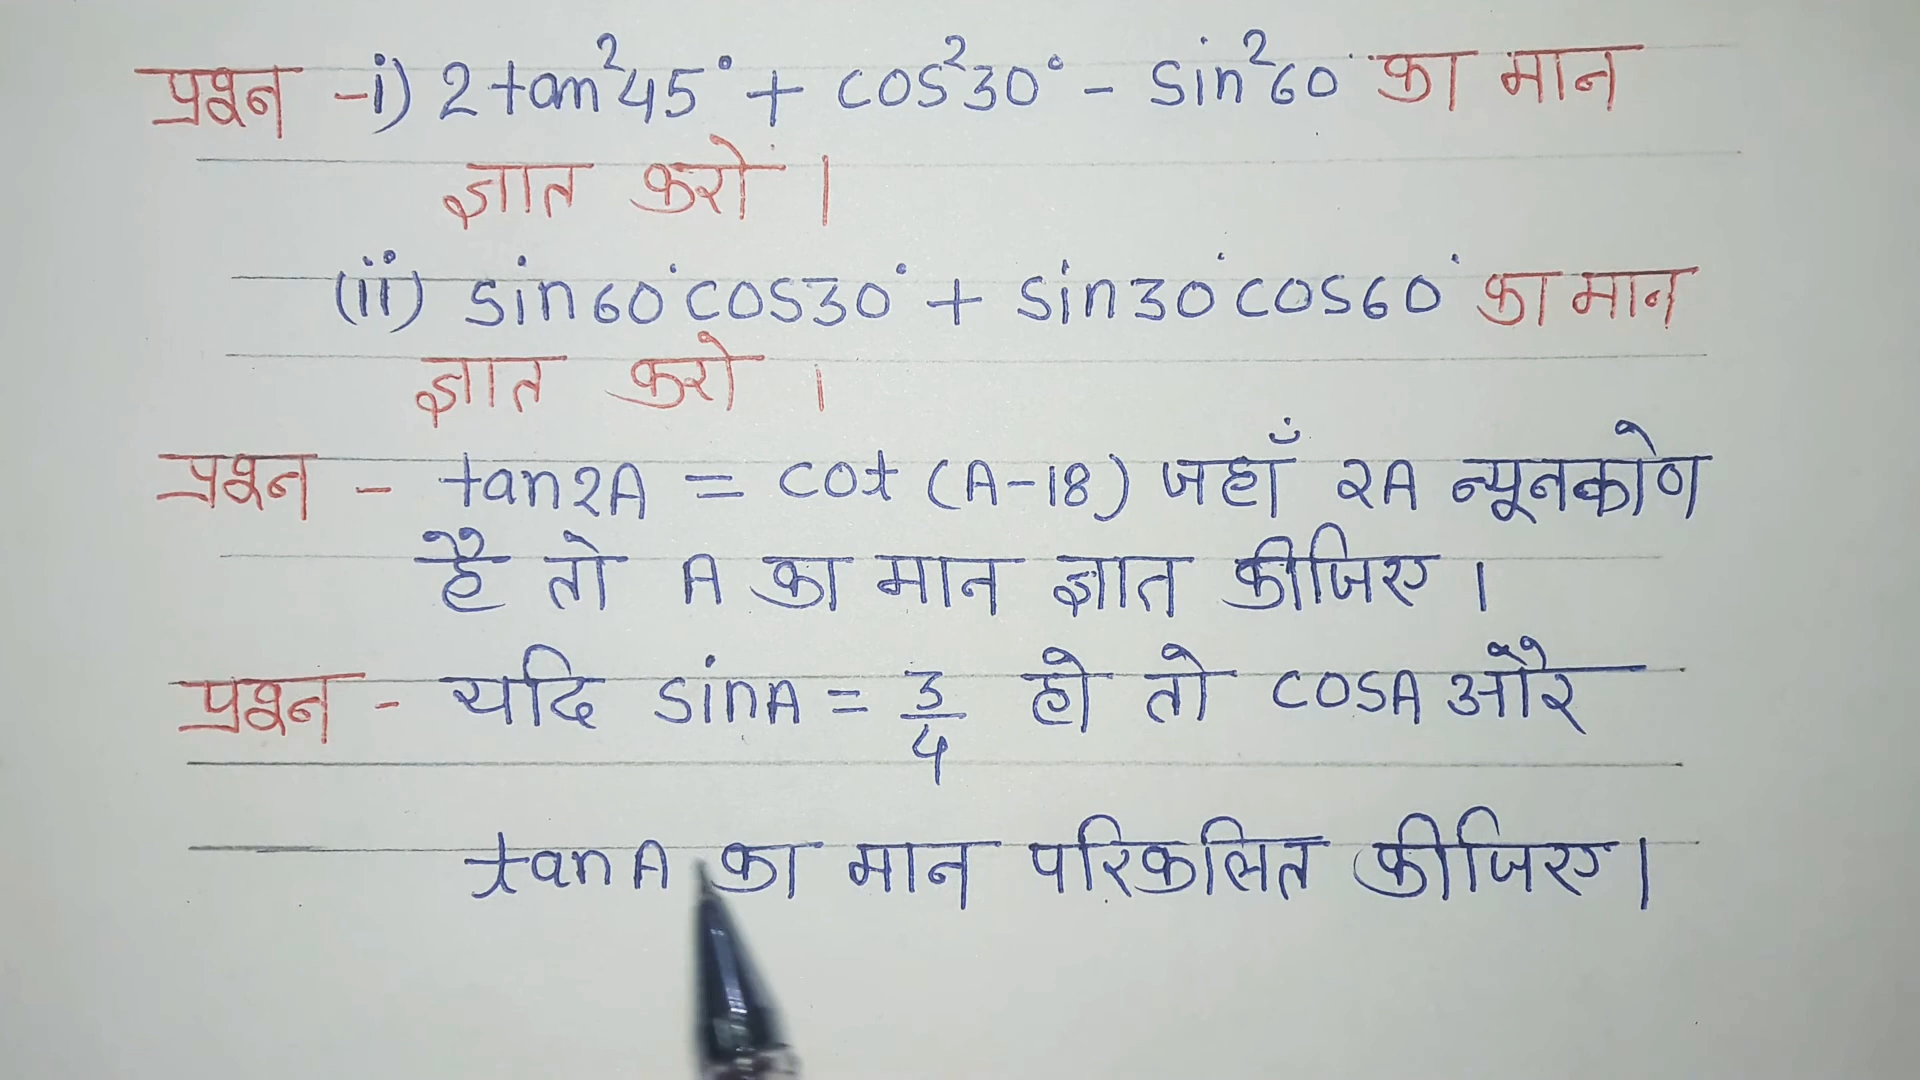 प्रश्न -i) 2tan²45° + cos²30° - sin²60° का मान
ज्ञात करो।
(ii) sin60°cos30° + sin30°cos60° का मान
ज्ञात करो।
प्रश्न - tan2A = cot (A-18) जहाँ 2A न्यूनकोण
है तो A का मान ज्ञात कीजिए।
प्रश्न - यदि sinA = 3/4 हो तो cosA और
tanA का मान परिकलित कीजिए।